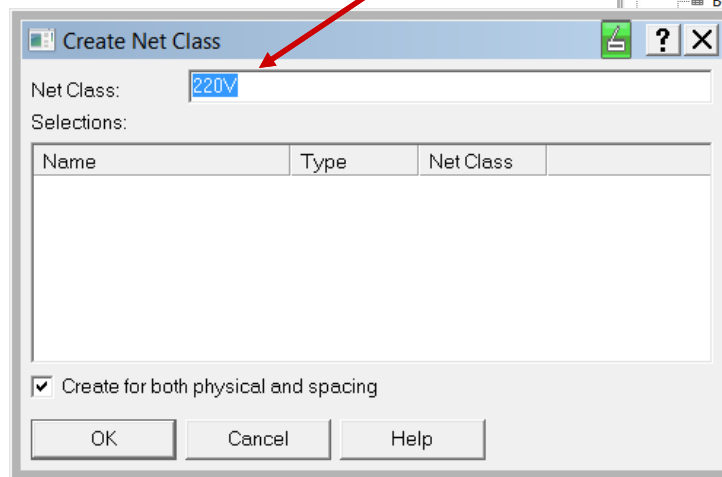 B
Create Net Class
?
Net Class: 220V
Selections:
Name Type Net Class
Create for both physical and spacing
OK Cancel Help